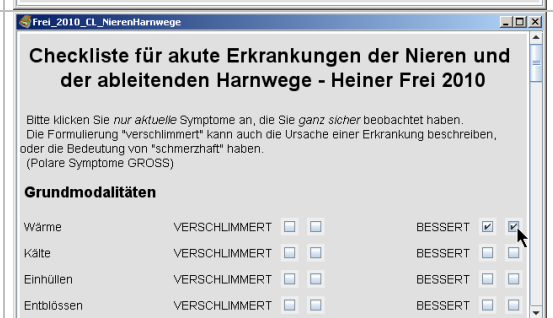 Frei_2010_CL_NierenHarnwege
Checkliste für akute Erkrankungen der Nieren und
der ableitenden Harnwege - Heiner Frei 2010
Bitte klicken Sie nur aktuelle Symptome an, die Sie ganz sicher beobachtet haben.
Die Formulierung "verschlimmert" kann auch die Ursache einer Erkrankung beschreiben,
oder die Bedeutung von "schmerzhaft" haben.
(Polare Symptome GROSS)
Grundmodalitäten
Wärme VERSCHLIMMERT BESSERT
Kälte VERSCHLIMMERT BESSERT
Einhüllen VERSCHLIMMERT BESSERT
Entblössen VERSCHLIMMERT BESSERT